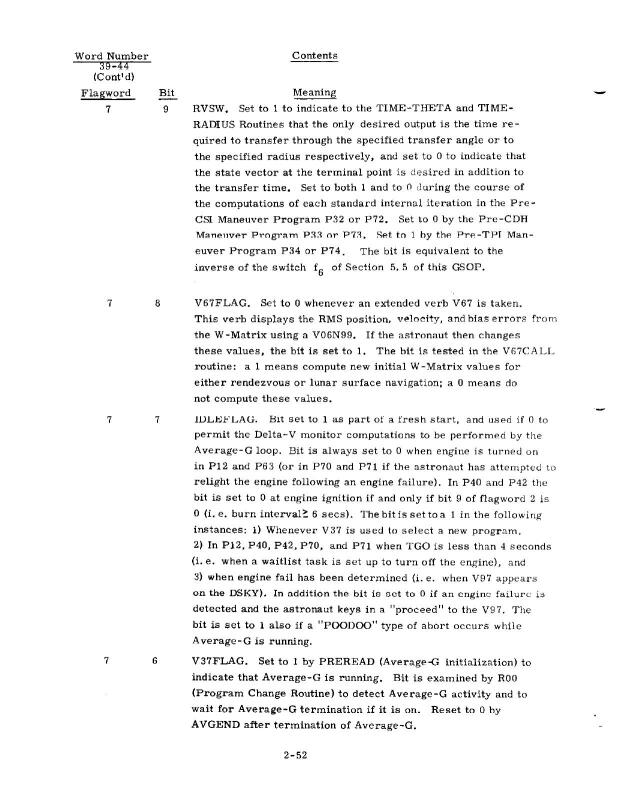 Word Number Contents
39-44
(Cont'd)
Flagword Bit Meaning
7 9 RVSW. Set to 1 to indicate to the TIME-THETA and TIME-
RADIUS Routines that the only desired output is the time re-
quired to transfer through the specified transfer angle or to
the specified radius respectively, and set to 0 to indicate that
the state vector at the terminal point is desired in addition to
the transfer time. Set to both 1 and to 0 during the course of
the computations of each standard internal iteration in the Pre-
CSI Maneuver Program P32 or P72. Set to 0 by the Pre-CDH
Maneuver Program P33 or P73. Set to 1 by the Pre-TPI Man-
euver Program P34 or P74. The bit is equivalent to the
inverse of the switch f6 of Section 5.5 of this GSOP.
7 8 V67FLAG. Set to 0 whenever an extended verb V67 is taken.
This verb displays the RMS position, velocity, and bias errors from
the W-Matrix using a V06N99. If the astronaut then changes
these values, the bit is set to 1. The bit is tested in the V67CALL
routine: a 1 means compute new initial W-Matrix values for
either rendezvous or lunar surface navigation; a 0 means do
not compute these values.
7 7 IDLEFLAG. Bit set to 1 as part of a fresh start, and used if 0 to
permit the Delta-V monitor computations to be performed by the
Average-G loop. Bit is always set to 0 when engine is turned on
in P12 and P63 (or in P70 and P71 if the astronaut has attempted to
relight the engine following an engine failure). In P40 and P42 the
bit is set to 0 at engine ignition if and only if bit 9 of flagword 2 is
0 (i.e. burn interval≥ 6 secs). The bit is set to a 1 in the following
instances: 1) Whenever V37 is used to select a new program.
2) In P12, P40, P42, P70, and P71 when TGO is less than 4 seconds
(i.e. when a waitlist task is set up to turn off the engine), and
3) when engine fail has been determined (i.e. when V97 appears
on the DSKY). In addition the bit is set to 0 if an engine failure is
detected and the astronaut keys in a "proceed" to the V97. The
bit is set to 1 also if a "POODOO" type of abort occurs while
Average-G is running.
7 6 V37FLAG. Set to 1 by PREREAD (Average-G initialization) to
indicate that Average-G is running. Bit is examined by R00
(Program Change Routine) to detect Average-G activity and to
wait for Average-G termination if it is on. Reset to 0 by
AVGEND after termination of Average-G.
2-52